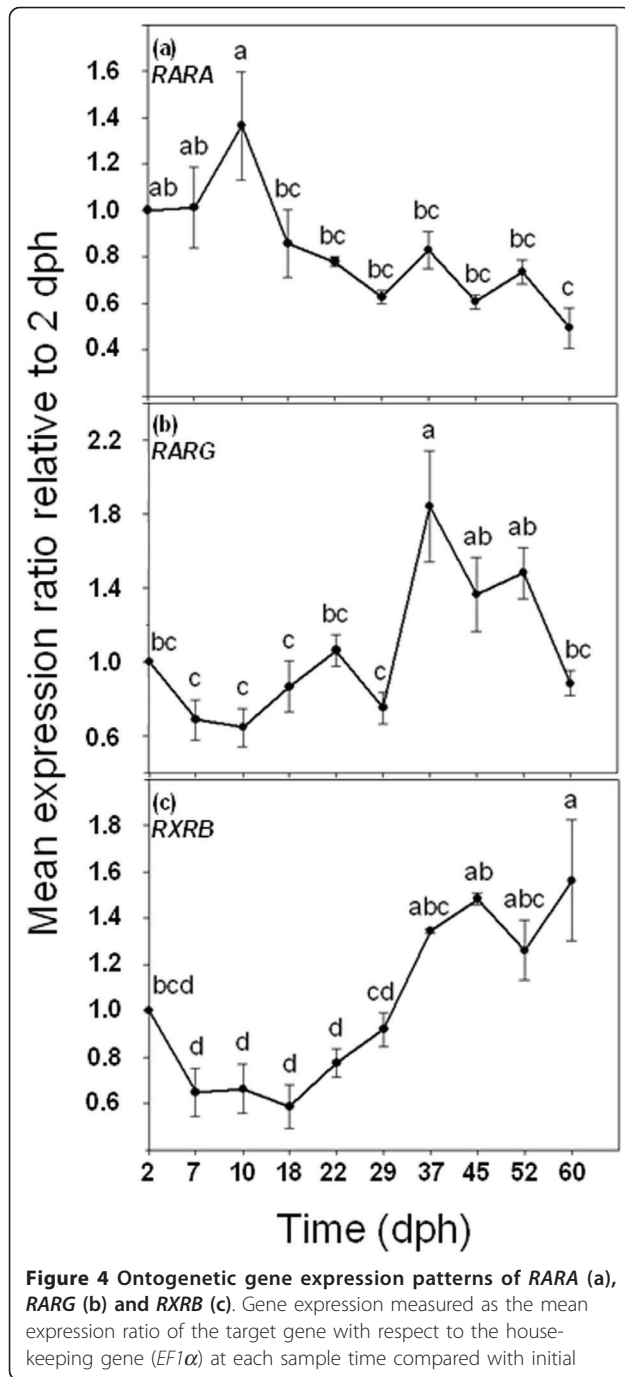 Mean expression ratio relative to 2 dph
(a)
RARA
1.6
1.4
1.2
1.0
0.8
0.6
0.4
ab ab a bc bc bc bc bc bc c
(b)
RARG
2.2
1.8
1.4
1.0
0.6
bc c c c bc c a ab ab bc
(c)
RXRB
1.8
1.6
1.4
1.2
1.0
0.8
0.6
bcd d d d d cd abc ab abc a
2 7 10 18 22 29 37 45 52 60
Time (dph)
Figure 4 Ontogenetic gene expression patterns of RARA (a),
RARG (b) and RXRB (c). Gene expression measured as the mean
expression ratio of the target gene with respect to the house-
keeping gene (EF1α) at each sample time compared with initial